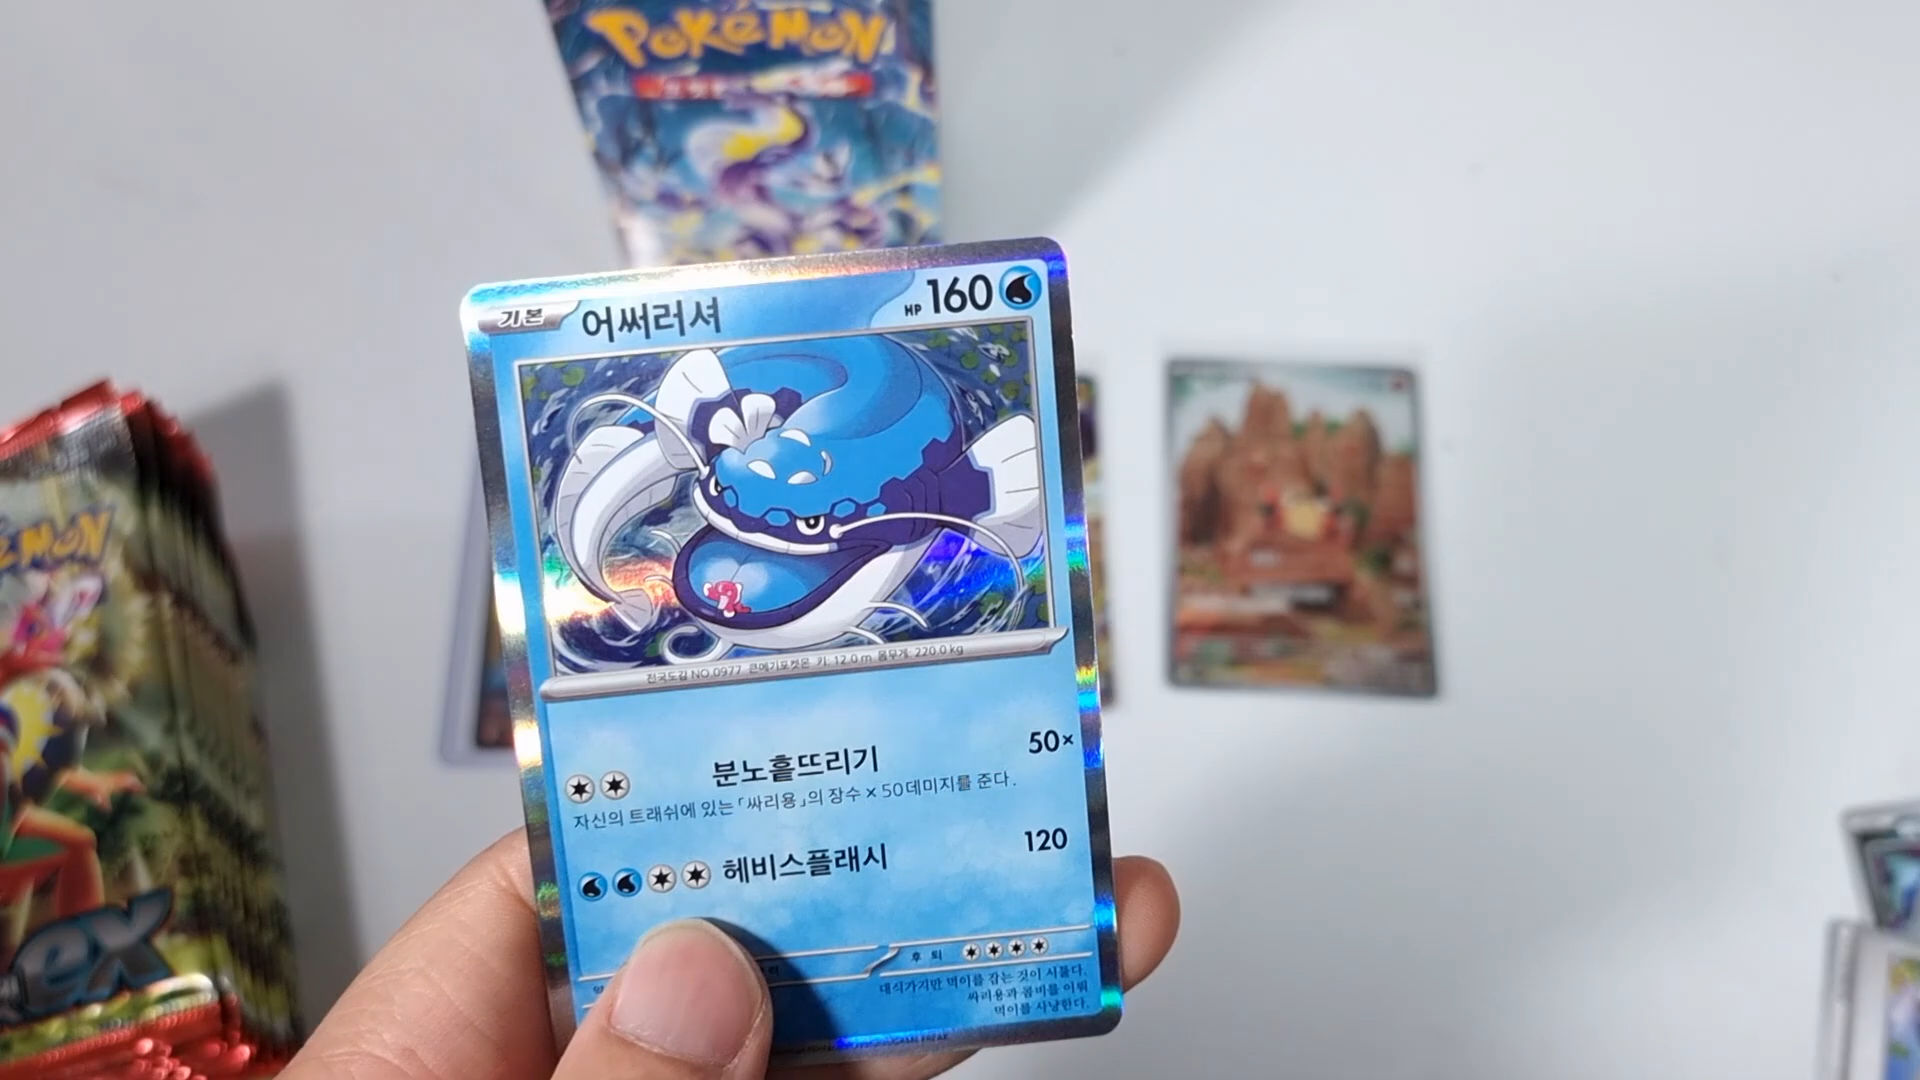 POKéMON
기본
어써러셔
HP 160
전국도감 NO.0977 큰메기포켓몬 키: 12.0 m 몸무게: 220.0 kg
분노흩뜨리기 50×
자신의 트래쉬에 있는 「싸리용」의 장수 × 50데미지를 준다.
헤비스플래시 120
후퇴
대식가지만 먹이를 잡는 것이 서툴다.
싸리용과 콤비를 이뤄
먹이를 사냥한다.
ex